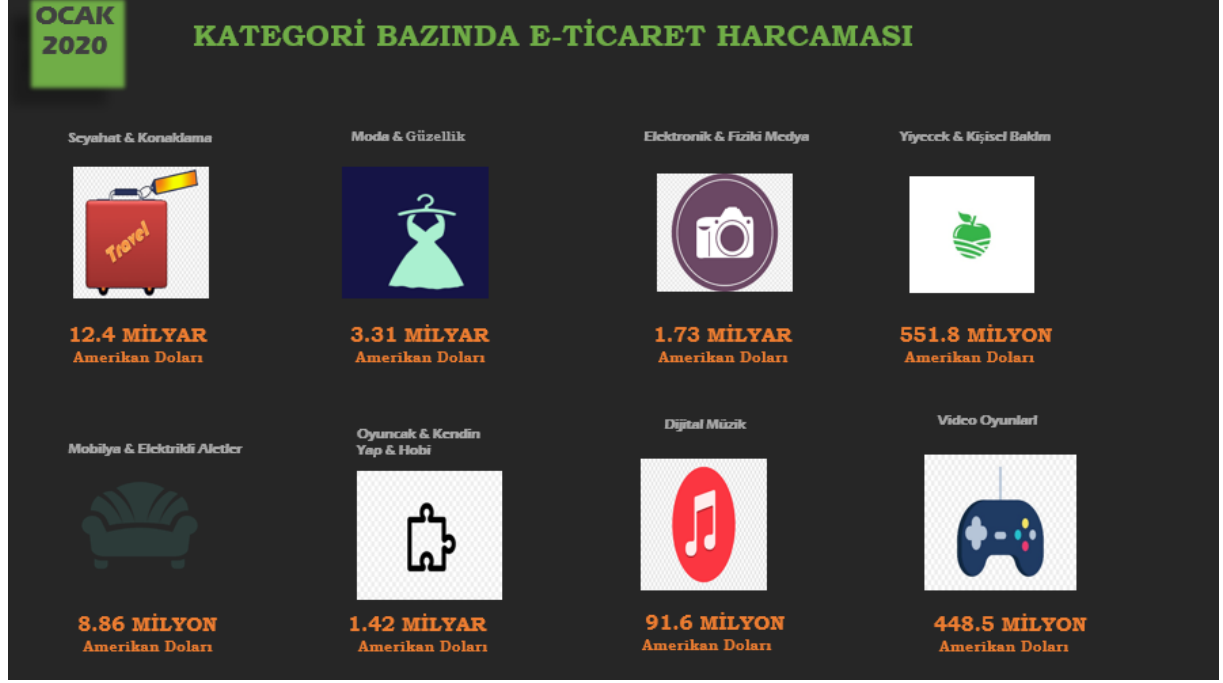 OCAK
2020
KATEGORİ BAZINDA E-TİCARET HARCAMASI
Seyahat & Konaklama
Moda & Güzellik
Elektronik & Fiziki Medya
Yiyecek & Kişisel BakIm
Travel
12.4 MİLYAR
Amerikan Doları
3.31 MİLYAR
Amerikan Doları
1.73 MİLYAR
Amerikan Doları
551.8 MİLYON
Amerikan Doları
Mobilya & Elektrikli Aletler
Oyuncak & Kendin
Yap & Hobi
Dijital Müzik
Video OyunlarI
8.86 MİLYON
Amerikan Doları
1.42 MİLYAR
Amerikan Doları
91.6 MİLYON
Amerikan Doları
448.5 MİLYON
Amerikan Doları